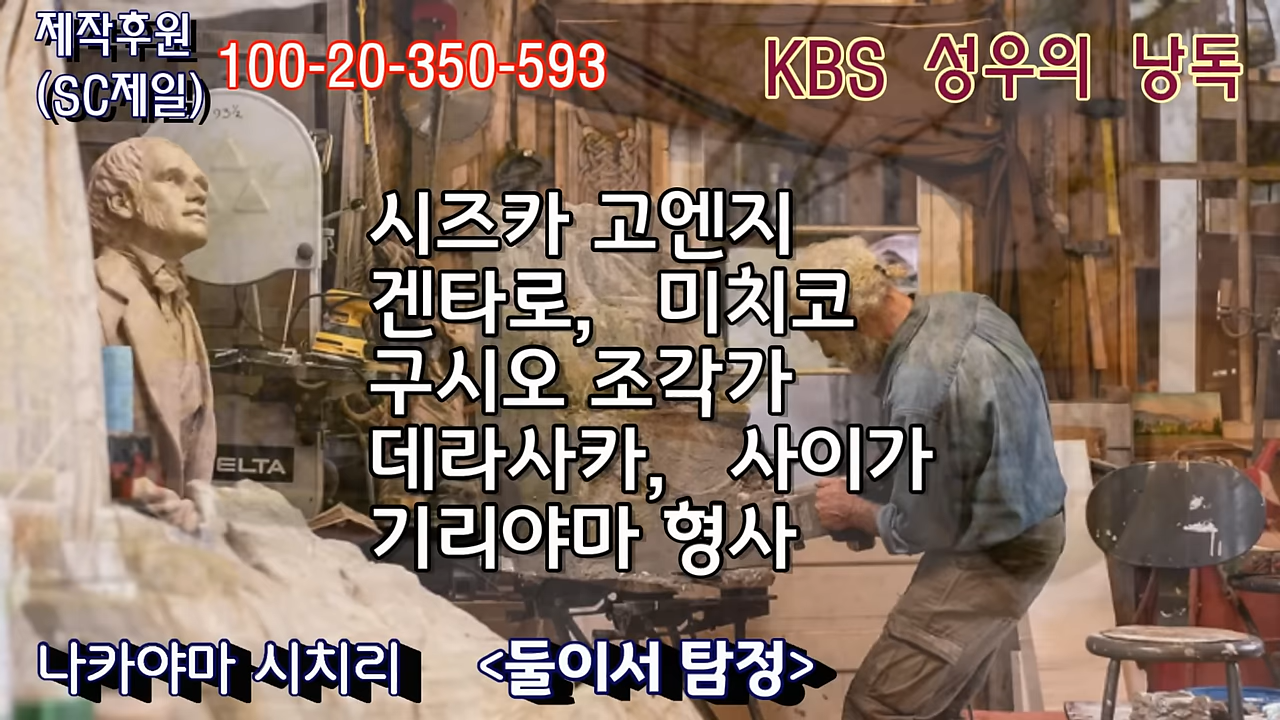 제작후원
(SC제일)
100-20-350-593
KBS 성우의 낭독
93½
시즈카 고엔지
겐타로, 미치코
구시오 조각가
데라사카, 사이가
기리야마 형사
ELTA
나카야마 시치리 <둘이서 탐정>